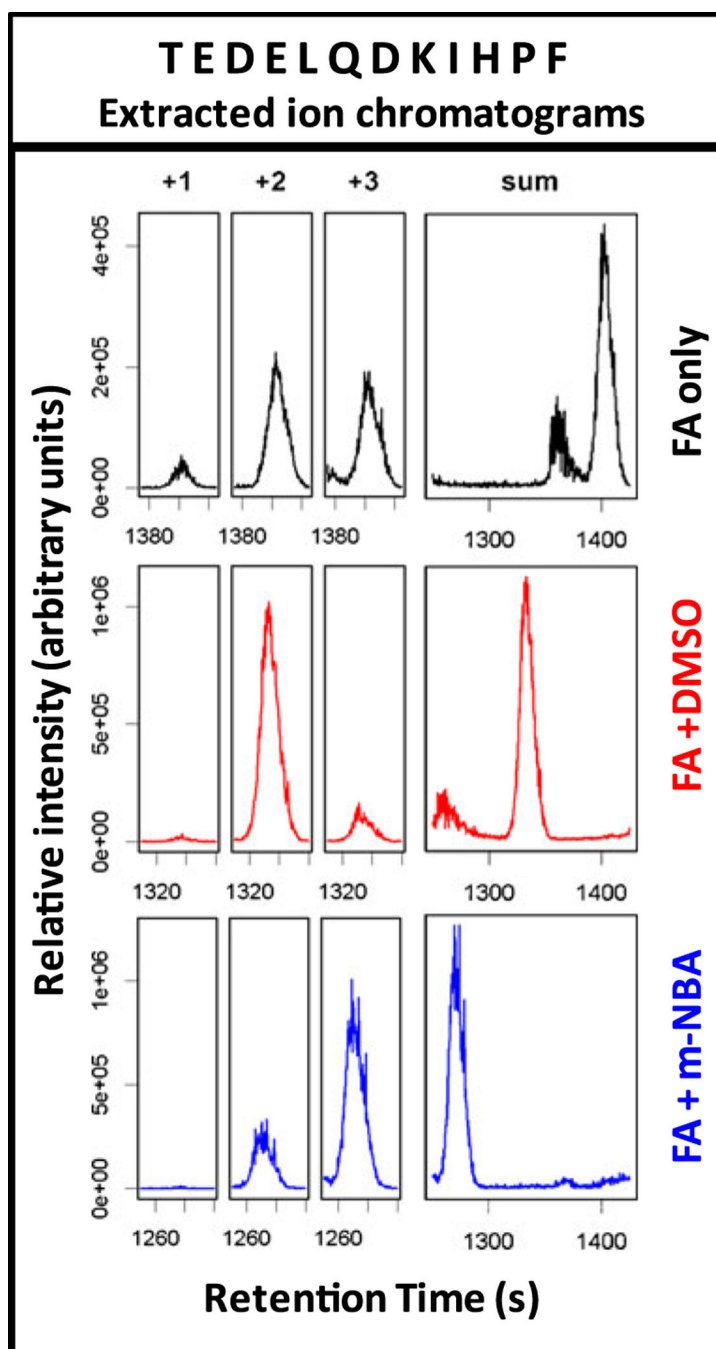 TEDELQDKIHPF
Extracted ion chromatograms
+1 +2 +3 sum
Relative intensity (arbitrary units)
4e+05
2e+05
0e+00
1380 1380 1380 1300 1400
FA only
1e+06
5e+05
0e+00
1320 1320 1320 1300 1400
FA +DMSO
1e+06
5e+05
0e+00
1260 1260 1260 1300 1400
FA + m-NBA
Retention Time (s)